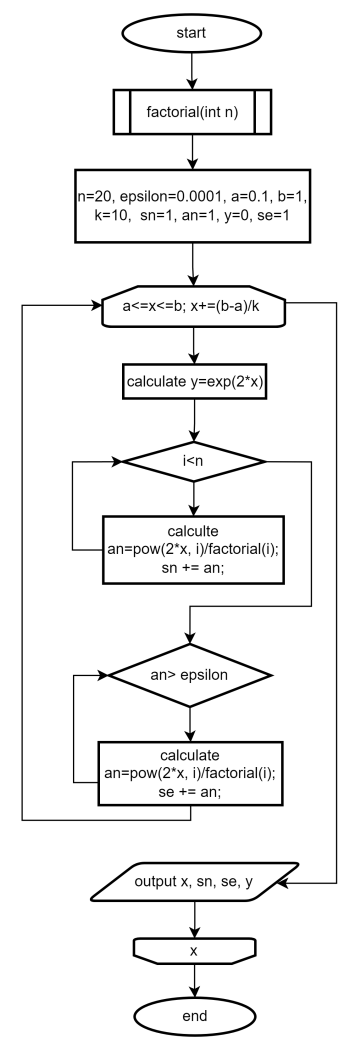 start
factorial(int n)
n=20, epsilon=0.0001, a=0.1, b=1,
k=10, sn=1, an=1, y=0, se=1
a<=x<=b; x+=(b-a)/k
calculate y=exp(2*x)
i<n
calculte
an=pow(2*x, i)/factorial(i);
sn += an;
an> epsilon
calculate
an=pow(2*x, i)/factorial(i);
se += an;
output x, sn, se, y
x
end